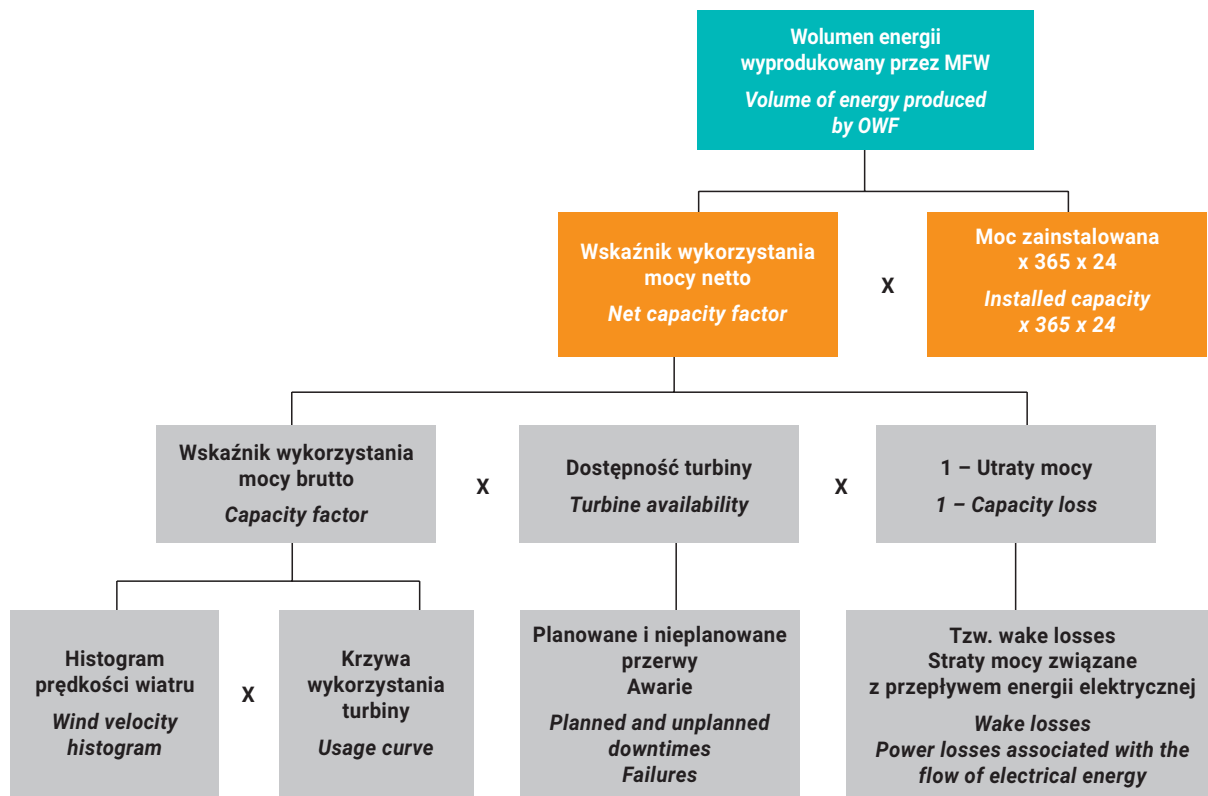 Wolumen energii
wyprodukowany przez MFW
Volume of energy produced
by OWF
Wskaźnik wykorzystania
mocy netto
Net capacity factor
X
Moc zainstalowana
x 365 x 24
Installed capacity
x 365 x 24
Wskaźnik wykorzystania
mocy brutto
Capacity factor
X
Dostępność turbiny
Turbine availability
X
1 – Utraty mocy
1 – Capacity loss
Histogram
prędkości wiatru
Wind velocity
histogram
X
Krzywa
wykorzystania
turbiny
Usage curve
Planowane i nieplanowane
przerwy
Awarie
Planned and unplanned
downtimes
Failures
Tzw. wake losses
Straty mocy związane
z przepływem energii elektrycznej
Wake losses
Power losses associated with the
flow of electrical energy